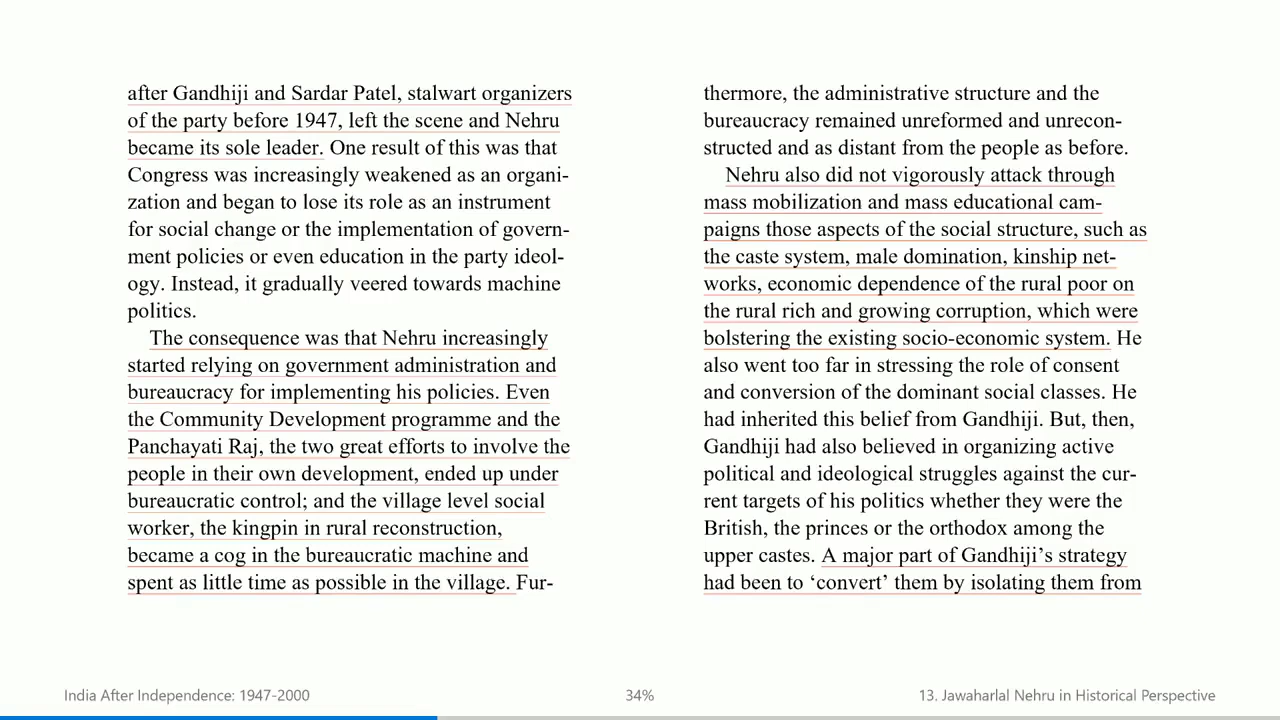 after Gandhiji and Sardar Patel, stalwart organizers
of the party before 1947, left the scene and Nehru
became its sole leader. One result of this was that
Congress was increasingly weakened as an organi-
zation and began to lose its role as an instrument
for social change or the implementation of govern-
ment policies or even education in the party ideol-
ogy. Instead, it gradually veered towards machine
politics.
The consequence was that Nehru increasingly
started relying on government administration and
bureaucracy for implementing his policies. Even
the Community Development programme and the
Panchayati Raj, the two great efforts to involve the
people in their own development, ended up under
bureaucratic control; and the village level social
worker, the kingpin in rural reconstruction,
became a cog in the bureaucratic machine and
spent as little time as possible in the village. Fur-
thermore, the administrative structure and the
bureaucracy remained unreformed and unrecon-
structed and as distant from the people as before.
Nehru also did not vigorously attack through
mass mobilization and mass educational cam-
paigns those aspects of the social structure, such as
the caste system, male domination, kinship net-
works, economic dependence of the rural poor on
the rural rich and growing corruption, which were
bolstering the existing socio-economic system. He
also went too far in stressing the role of consent
and conversion of the dominant social classes. He
had inherited this belief from Gandhiji. But, then,
Gandhiji had also believed in organizing active
political and ideological struggles against the cur-
rent targets of his politics whether they were the
British, the princes or the orthodox among the
upper castes. A major part of Gandhiji’s strategy
had been to ‘convert’ them by isolating them from
India After Independence: 1947-2000
34%
13. Jawaharlal Nehru in Historical Perspective